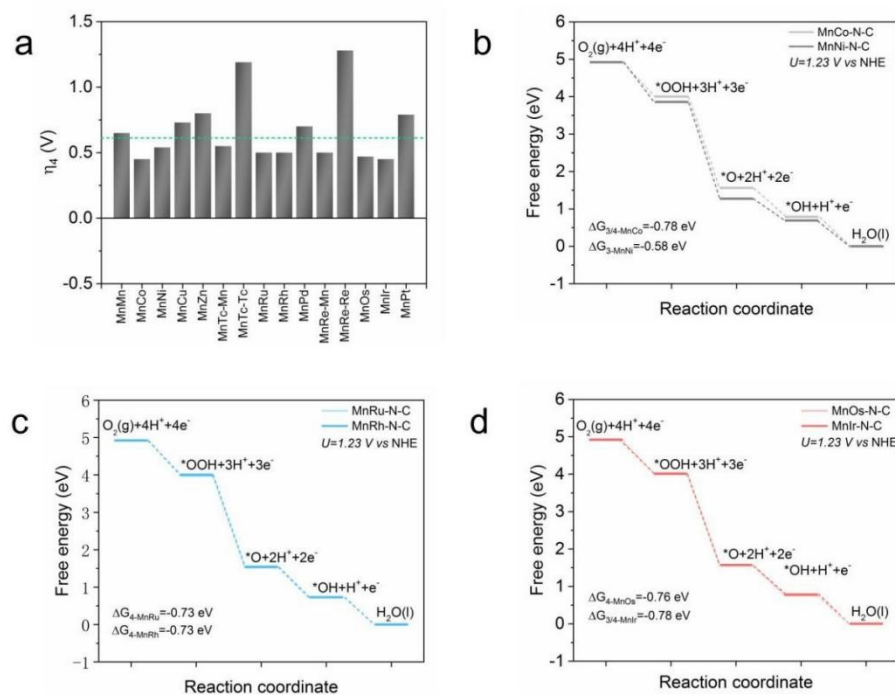 a
1.5
1.0
0.5
0.0
-0.5
η₄ (V)
MnMn
MnCo
MnNi
MnCu
MnZn
MnTc-Mn
MnTc-Tc
MnRu
MnRh
MnPd
MnRe-Mn
MnRe-Re
MnOs
MnIr
MnPt
b
MnCo-N-C
MnNi-N-C
U=1.23 V vs NHE
6
5
4
3
2
1
0
-1
Free energy (eV)
O₂(g)+4H⁺+4e⁻
*OOH+3H⁺+3e⁻
*O+2H⁺+2e⁻
*OH+H⁺+e⁻
H₂O(l)
ΔG₃/₄₋MnCo=-0.78 eV
ΔG₃₋MnNi=-0.58 eV
Reaction coordinate
c
MnRu-N-C
MnRh-N-C
U=1.23 V vs NHE
6
5
4
3
2
1
0
-1
Free energy (eV)
O₂(g)+4H⁺+4e⁻
*OOH+3H⁺+3e⁻
*O+2H⁺+2e⁻
*OH+H⁺+e⁻
H₂O(l)
ΔG₄₋MnRu=-0.73 eV
ΔG₄₋MnRh=-0.73 eV
Reaction coordinate
d
MnOs-N-C
MnIr-N-C
U=1.23 V vs NHE
6
5
4
3
2
1
0
-1
Free energy (eV)
O₂(g)+4H⁺+4e⁻
*OOH+3H⁺+3e⁻
*O+2H⁺+2e⁻
*OH+H⁺+e⁻
H₂O(l)
ΔG₄₋MnOs=-0.76 eV
ΔG₃/₄₋MnIr=-0.78 eV
Reaction coordinate